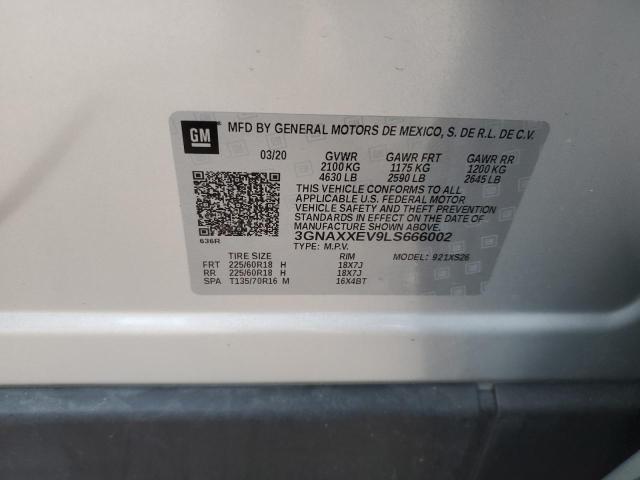 GM MFD BY GENERAL MOTORS DE MEXICO, S. DE R.L. DE C.V.
03/20 GVWR GAWR FRT GAWR RR
2100 KG 1175 KG 1200 KG
4630 LB 2590 LB 2645 LB
THIS VEHICLE CONFORMS TO ALL
APPLICABLE U.S. FEDERAL MOTOR
VEHICLE SAFETY AND THEFT PREVENTION
STANDARDS IN EFFECT ON THE DATE OF
MANUFACTURE SHOWN ABOVE.
3GNAXXEV9LS666002
636R TYPE: M.P.V.
TIRE SIZE RIM MODEL: 921XS26
FRT 225/60R18 H 18X7J
RR 225/60R18 H 18X7J
SPA T135/70R16 M 16X4BT